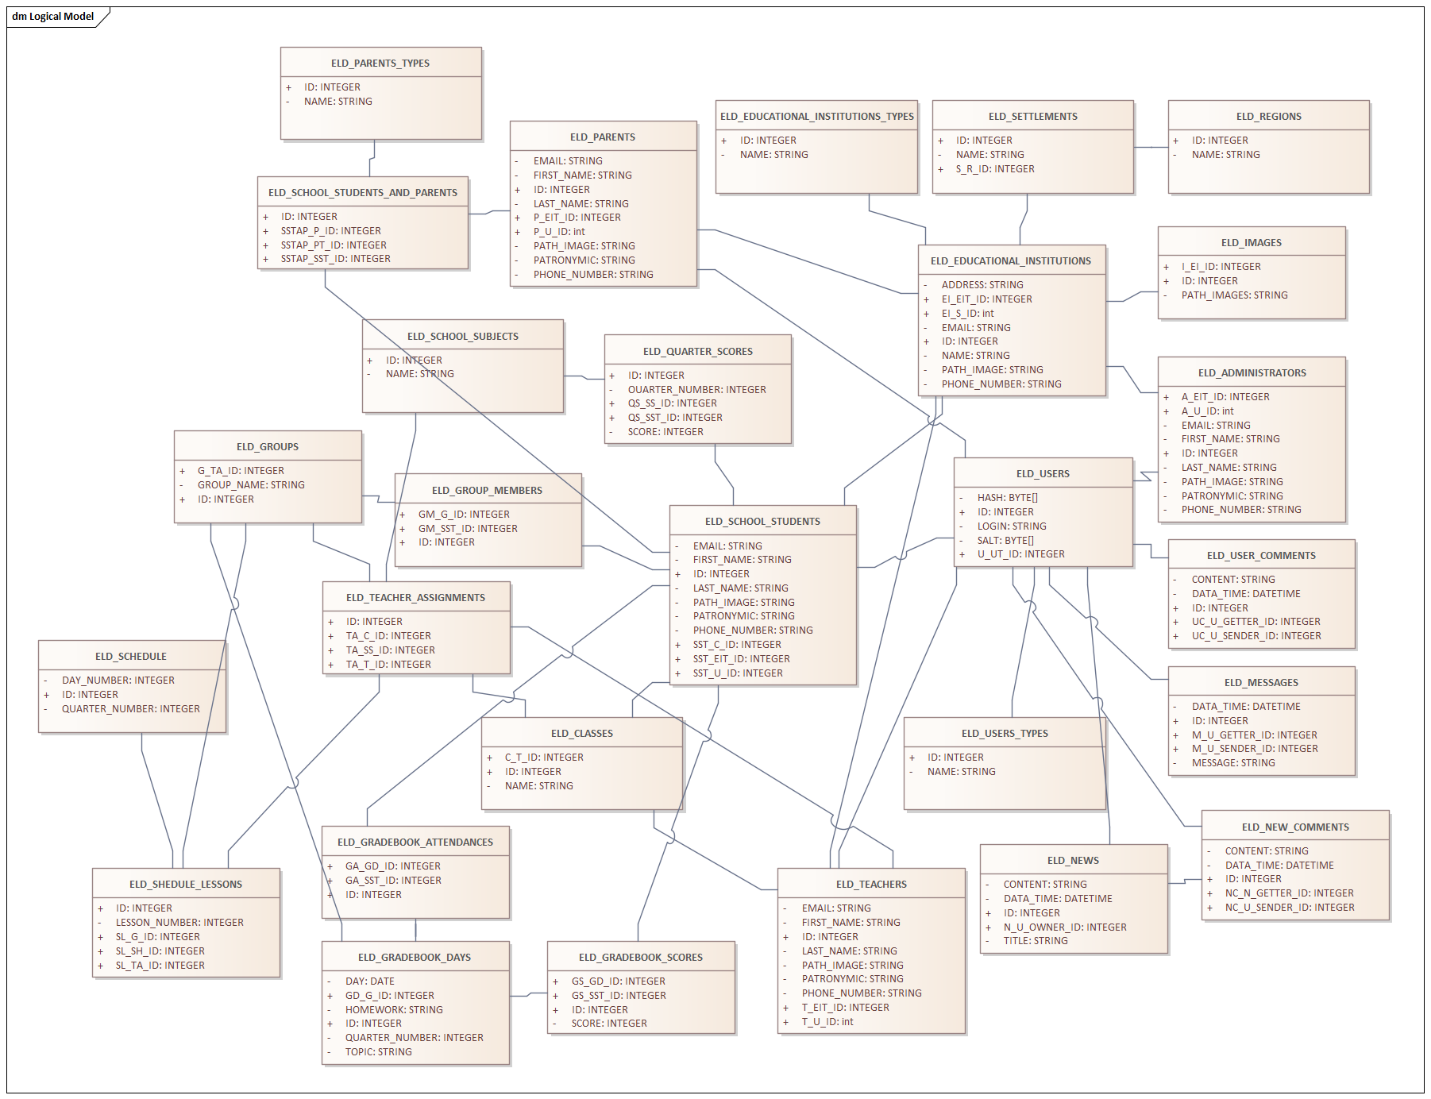 dm Logical Model
ELD_PARENTS_TYPES
+ ID: INTEGER
- NAME: STRING
ELD_SCHOOL_STUDENTS_AND_PARENTS
+ ID: INTEGER
+ SSTAP_P_ID: INTEGER
+ SSTAP_PT_ID: INTEGER
+ SSTAP_SST_ID: INTEGER
ELD_PARENTS
- EMAIL: STRING
- FIRST_NAME: STRING
+ ID: INTEGER
- LAST_NAME: STRING
+ P_EIT_ID: INTEGER
+ P_U_ID: int
- PATH_IMAGE: STRING
- PATRONYMIC: STRING
- PHONE_NUMBER: STRING
ELD_EDUCATIONAL_INSTITUTIONS_TYPES
+ ID: INTEGER
- NAME: STRING
ELD_SETTLEMENTS
+ ID: INTEGER
- NAME: STRING
+ S_R_ID: INTEGER
ELD_REGIONS
+ ID: INTEGER
- NAME: STRING
ELD_EDUCATIONAL_INSTITUTIONS
- ADDRESS: STRING
+ EI_EIT_ID: INTEGER
+ EI_S_ID: int
- EMAIL: STRING
+ ID: INTEGER
- NAME: STRING
- PATH_IMAGE: STRING
- PHONE_NUMBER: STRING
ELD_IMAGES
+ I_EI_ID: INTEGER
+ ID: INTEGER
- PATH_IMAGES: STRING
ELD_SCHOOL_SUBJECTS
+ ID: INTEGER
- NAME: STRING
ELD_QUARTER_SCORES
+ ID: INTEGER
- OUARTER_NUMBER: INTEGER
+ QS_SS_ID: INTEGER
+ QS_SST_ID: INTEGER
- SCORE: INTEGER
ELD_ADMINISTRATORS
+ A_EIT_ID: INTEGER
+ A_U_ID: int
- EMAIL: STRING
- FIRST_NAME: STRING
+ ID: INTEGER
- LAST_NAME: STRING
- PATH_IMAGE: STRING
- PATRONYMIC: STRING
- PHONE_NUMBER: STRING
ELD_GROUPS
+ G_TA_ID: INTEGER
- GROUP_NAME: STRING
+ ID: INTEGER
ELD_GROUP_MEMBERS
+ GM_G_ID: INTEGER
+ GM_SST_ID: INTEGER
+ ID: INTEGER
ELD_SCHOOL_STUDENTS
- EMAIL: STRING
- FIRST_NAME: STRING
+ ID: INTEGER
- LAST_NAME: STRING
- PATH_IMAGE: STRING
- PATRONYMIC: STRING
- PHONE_NUMBER: STRING
+ SST_C_ID: INTEGER
+ SST_EIT_ID: INTEGER
+ SST_U_ID: INTEGER
ELD_USERS
- HASH: BYTE[]
+ ID: INTEGER
- LOGIN: STRING
- SALT: BYTE[]
+ U_UT_ID: INTEGER
ELD_USER_COMMENTS
- CONTENT: STRING
- DATA_TIME: DATETIME
+ ID: INTEGER
+ UC_U_GETTER_ID: INTEGER
+ UC_U_SENDER_ID: INTEGER
ELD_TEACHER_ASSIGNMENTS
+ ID: INTEGER
+ TA_C_ID: INTEGER
+ TA_SS_ID: INTEGER
+ TA_T_ID: INTEGER
ELD_SCHEDULE
- DAY_NUMBER: INTEGER
+ ID: INTEGER
- QUARTER_NUMBER: INTEGER
ELD_MESSAGES
- DATA_TIME: DATETIME
+ ID: INTEGER
+ M_U_GETTER_ID: INTEGER
+ M_U_SENDER_ID: INTEGER
- MESSAGE: STRING
ELD_CLASSES
+ C_T_ID: INTEGER
+ ID: INTEGER
- NAME: STRING
ELD_USERS_TYPES
+ ID: INTEGER
- NAME: STRING
ELD_NEW_COMMENTS
- CONTENT: STRING
- DATA_TIME: DATETIME
+ ID: INTEGER
+ NC_N_GETTER_ID: INTEGER
+ NC_U_SENDER_ID: INTEGER
ELD_GRADEBOOK_ATTENDANCES
+ GA_GD_ID: INTEGER
+ GA_SST_ID: INTEGER
+ ID: INTEGER
ELD_NEWS
- CONTENT: STRING
- DATA_TIME: DATETIME
+ ID: INTEGER
+ N_U_OWNER_ID: INTEGER
- TITLE: STRING
ELD_SHEDULE_LESSONS
+ ID: INTEGER
- LESSON_NUMBER: INTEGER
+ SL_G_ID: INTEGER
+ SL_SH_ID: INTEGER
+ SL_TA_ID: INTEGER
ELD_TEACHERS
- EMAIL: STRING
- FIRST_NAME: STRING
+ ID: INTEGER
- LAST_NAME: STRING
- PATH_IMAGE: STRING
- PATRONYMIC: STRING
- PHONE_NUMBER: STRING
+ T_EIT_ID: INTEGER
+ T_U_ID: int
ELD_GRADEBOOK_DAYS
- DAY: DATE
+ GD_G_ID: INTEGER
- HOMEWORK: STRING
+ ID: INTEGER
- QUARTER_NUMBER: INTEGER
- TOPIC: STRING
ELD_GRADEBOOK_SCORES
+ GS_GD_ID: INTEGER
+ GS_SST_ID: INTEGER
+ ID: INTEGER
- SCORE: INTEGER